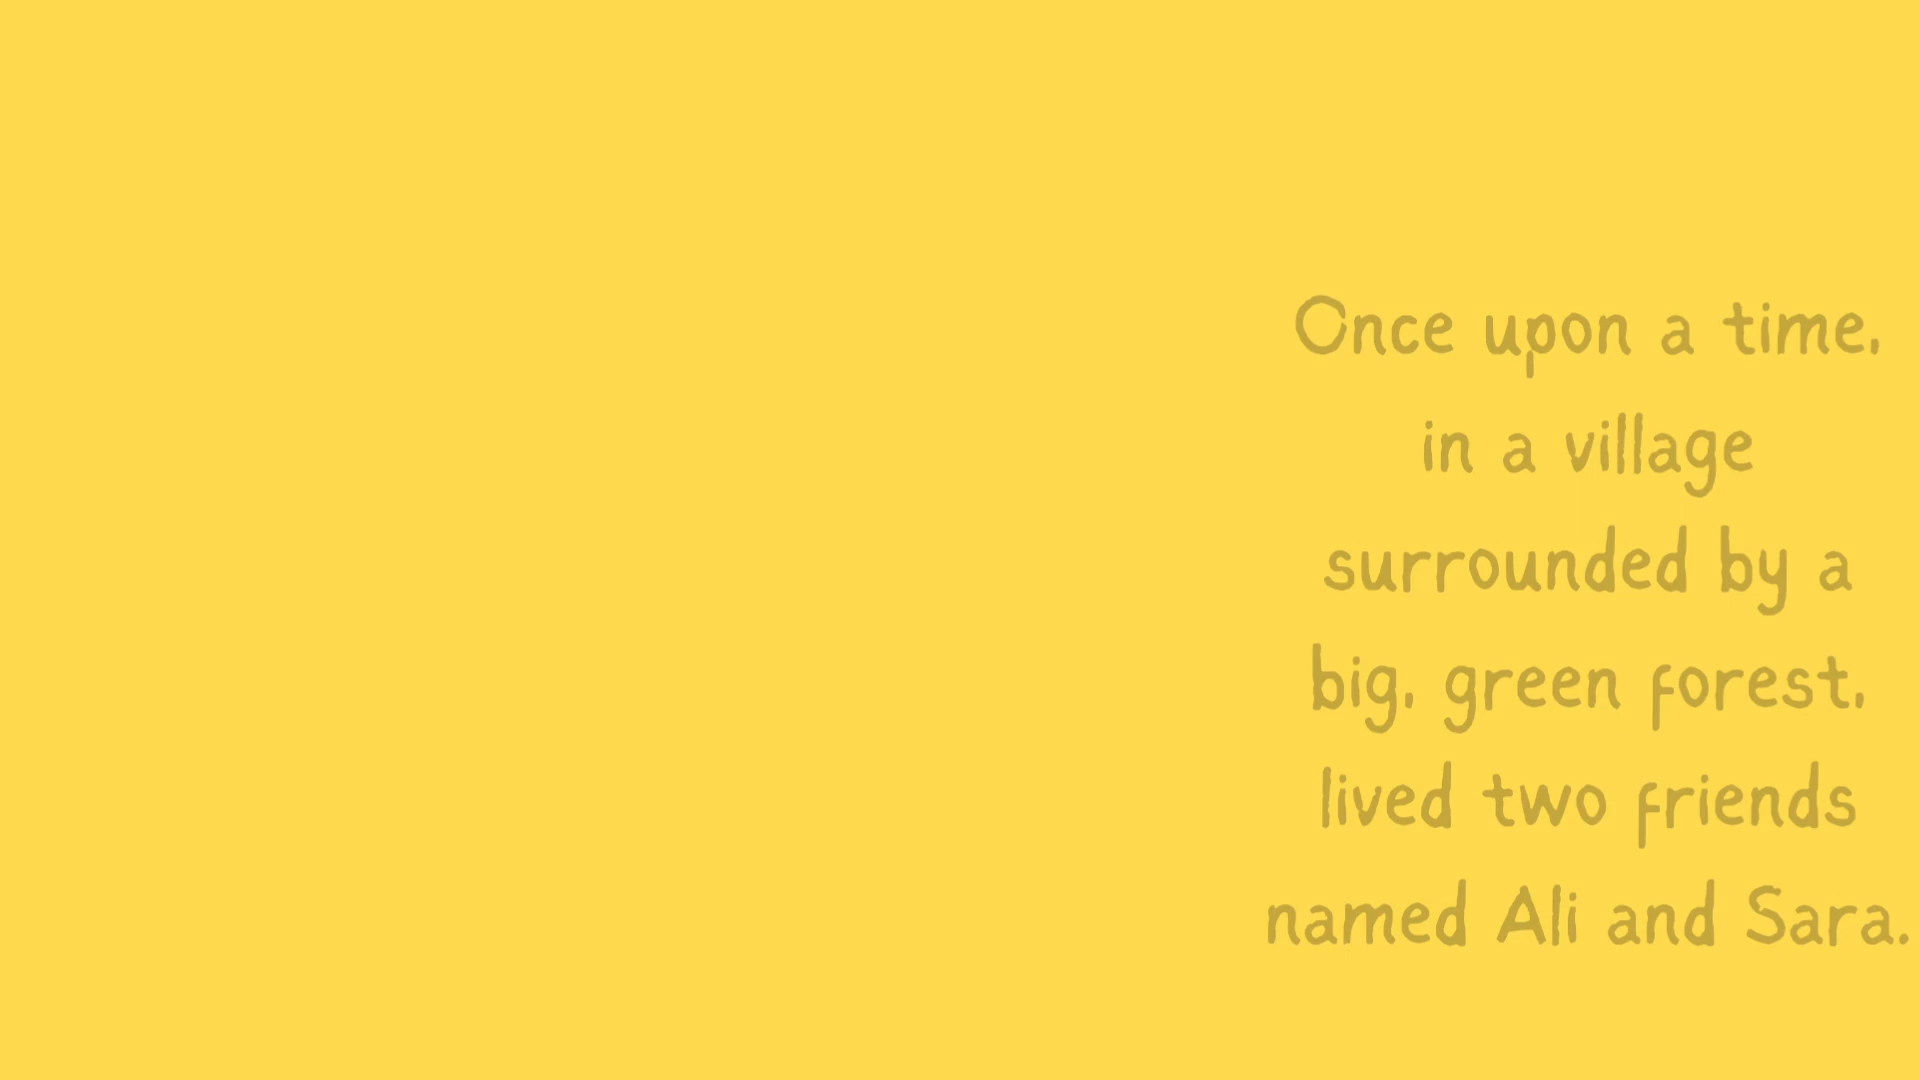 Once upon a time,
in a village
surrounded by a
big, green forest,
lived two friends
named Ali and Sara.